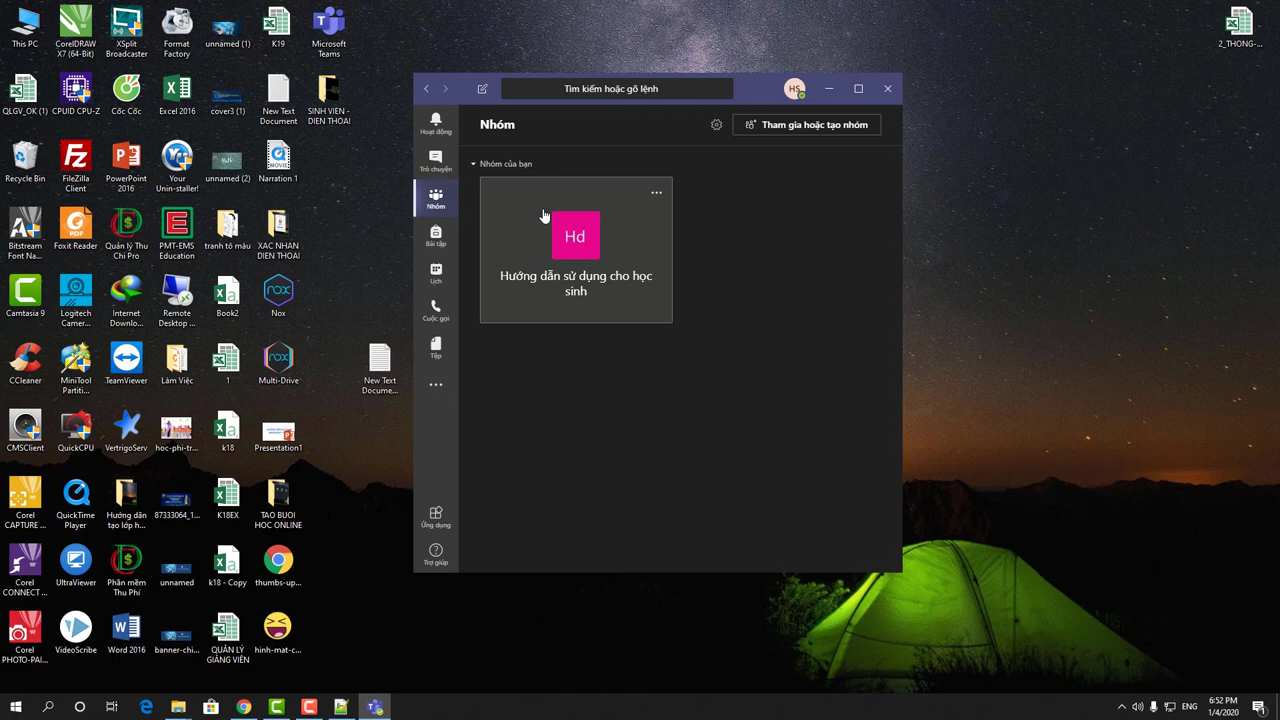 This PC
CorelDRAW
X7 (64-Bit)
XSplit
Broadcaster
Format
Factory
unnamed (1)
K19
Microsoft
Teams
2_THONG-...
QLGV_OK (1)
CPUID CPU-Z
Cốc Cốc
Excel 2016
cover3 (1)
New Text
Document
SINH VIEN -
DIEN THOAI
Recycle Bin
FileZilla
Client
PowerPoint
2016
Your
Unin-staller!
unnamed (2)
Narration 1
Bitstream
Font Na...
Foxit Reader
Quản lý Thu
Chi Pro
PMT-EMS
Education
tranh tô màu
XAC NHAN
DIEN THOAI
Camtasia 9
Logitech
Camer...
Internet
Downlo...
Remote
Desktop ...
Book2
Nox
CCleaner
MiniTool
Partiti...
TeamViewer
Làm Việc
1
Multi-Drive
New Text
Docume...
CMSClient
QuickCPU
VertrigoServ
hoc-phi-tr...
k18
Presentation1
Corel
CAPTURE ...
QuickTime
Player
Hướng dẫn
tạo lớp h...
87333064_1...
K18EX
TAO BUOI
HOC ONLINE
Corel
CONNECT ...
UltraViewer
Phần mềm
Thu Phí
unnamed
k18 - Copy
thumbs-up...
Corel
PHOTO-PAI...
VideoScribe
Word 2016
banner-chi...
QUẢN LÝ
GIẢNG VIÊN
hinh-mat-c...
Tìm kiếm hoặc gõ lệnh
HS
Hoạt động
Trò chuyện
Nhóm
Bài tập
Lịch
Cuộc gọi
Tệp
Ứng dụng
Trợ giúp
Nhóm
Tham gia hoặc tạo nhóm
Nhóm của bạn
Hd
Hướng dẫn sử dụng cho học
sinh
ENG
6:52 PM
1/4/2020